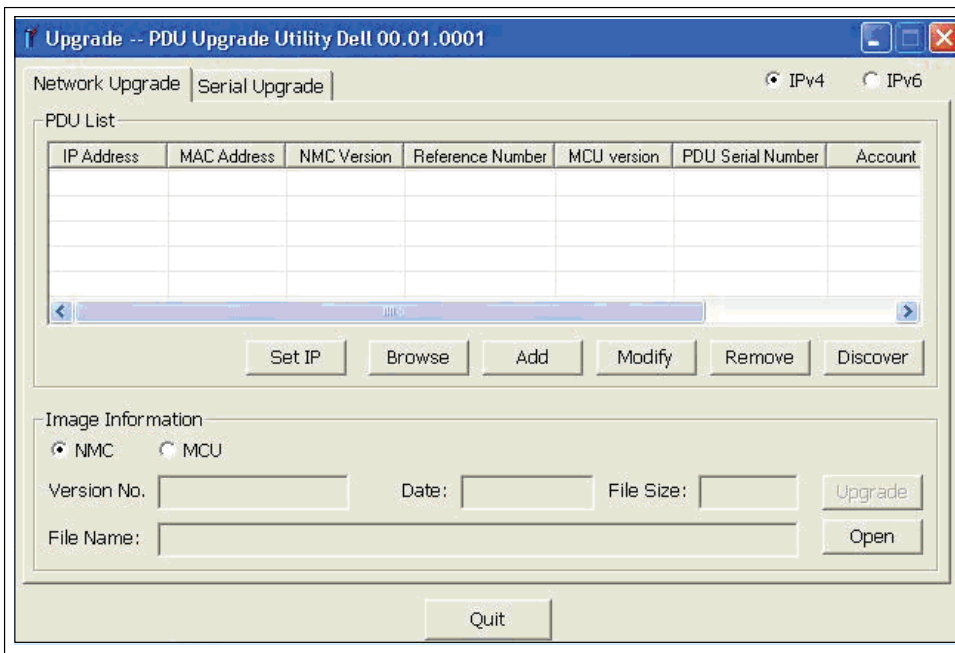 Upgrade -- PDU Upgrade Utility Dell 00.01.0001
Network Upgrade Serial Upgrade IPv4 IPv6
PDU List
IP Address MAC Address NMC Version Reference Number MCU version PDU Serial Number Account
Set IP Browse Add Modify Remove Discover
Image Information
NMC MCU
Version No. Date: File Size: Upgrade
File Name: Open
Quit